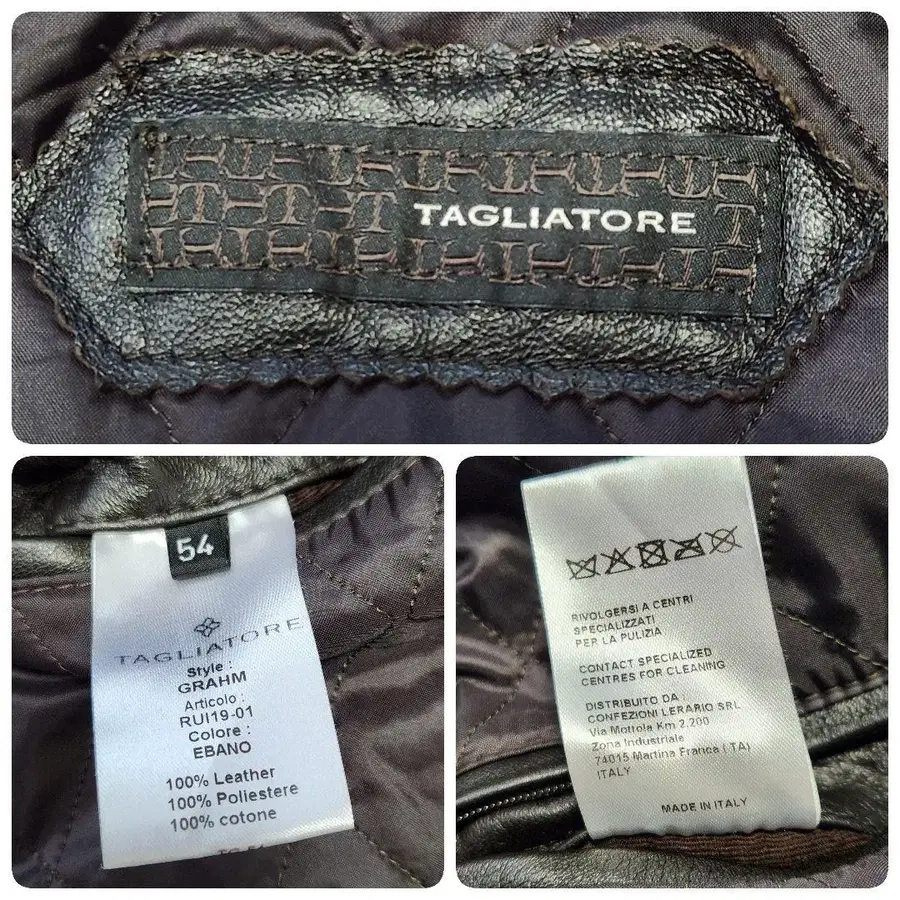 TAGLIATORE
54
TAGLIATORE
Style :
GRAHM
Articolo :
RUI19-01
Colore :
EBANO
100% Leather
100% Poliestere
100% cotone
RIVOLGERSI A CENTRI
SPECIALIZZATI
PER LA PULIZIA
CONTACT SPECIALIZED
CENTRES FOR CLEANING
DISTRIBUITO DA :
CONFEZIONI LERARIO SRL
Via Mottola Km 2,200
Zona Industriale
74015 Martina Franca (TA)
ITALY
MADE IN ITALY